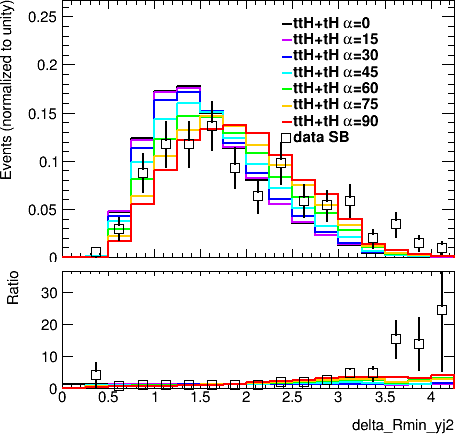 Events (normalized to unity)
0.25
0.2
0.15
0.1
0.05
0
ttH+tH α=0
ttH+tH α=15
ttH+tH α=30
ttH+tH α=45
ttH+tH α=60
ttH+tH α=75
ttH+tH α=90
data SB
Ratio
30
20
10
0
0 0.5 1 1.5 2 2.5 3 3.5 4
delta_Rmin_yj2